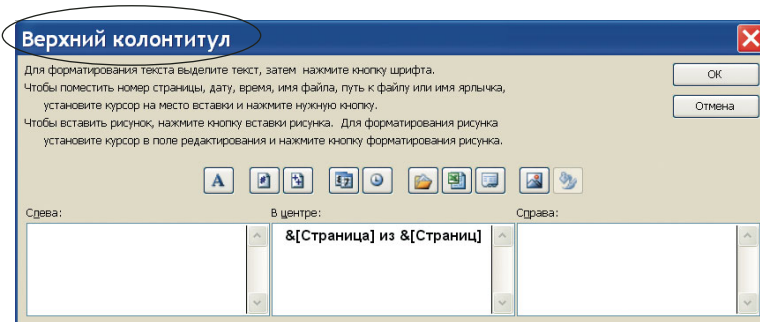 Верхний колонтитул
Для форматирования текста выделите текст, затем нажмите кнопку шрифта.
Чтобы поместить номер страницы, дату, время, имя файла, путь к файлу или имя ярлычка,
установите курсор на место вставки и нажмите нужную кнопку.
Чтобы вставить рисунок, нажмите кнопку вставки рисунка. Для форматирования рисунка
установите курсор в поле редактирования и нажмите кнопку форматирования рисунка.
ОК
Отмена
A
Слева:
В центре:
Справа:
&[Страница] из &[Страниц]